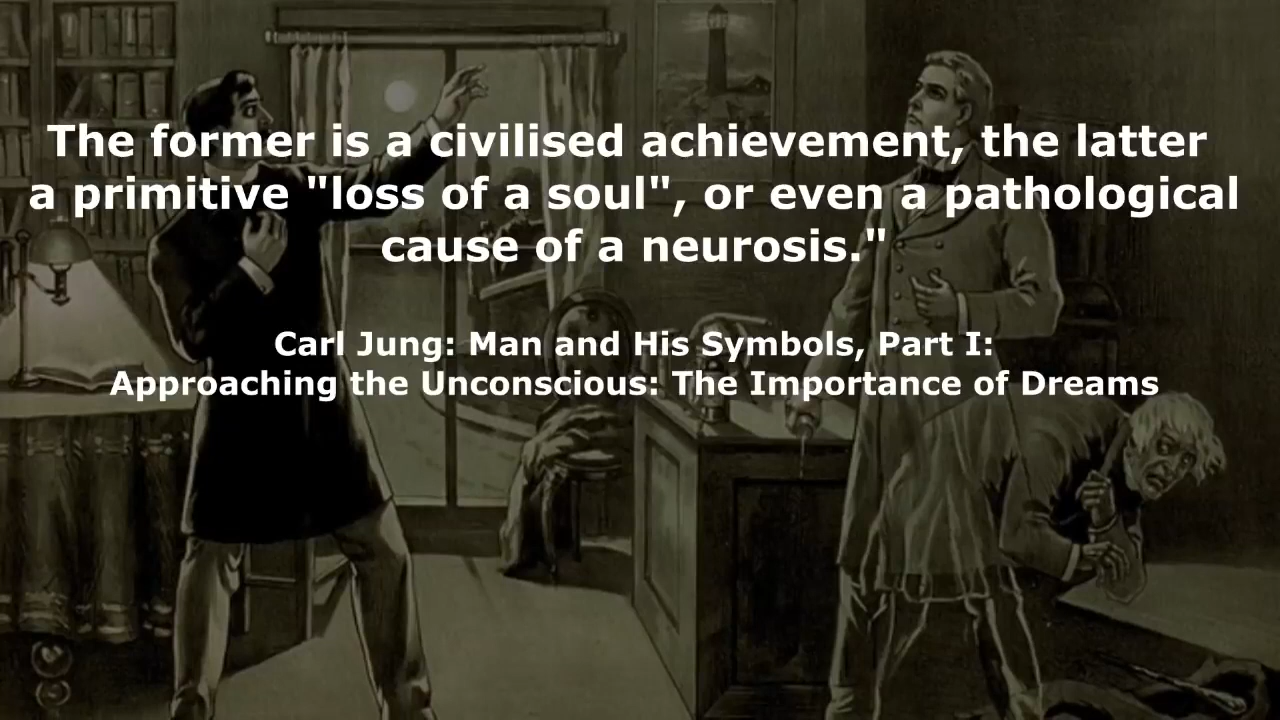 The former is a civilised achievement, the latter
a primitive "loss of a soul", or even a pathological
cause of a neurosis."
Carl Jung: Man and His Symbols, Part I:
Approaching the Unconscious: The Importance of Dreams